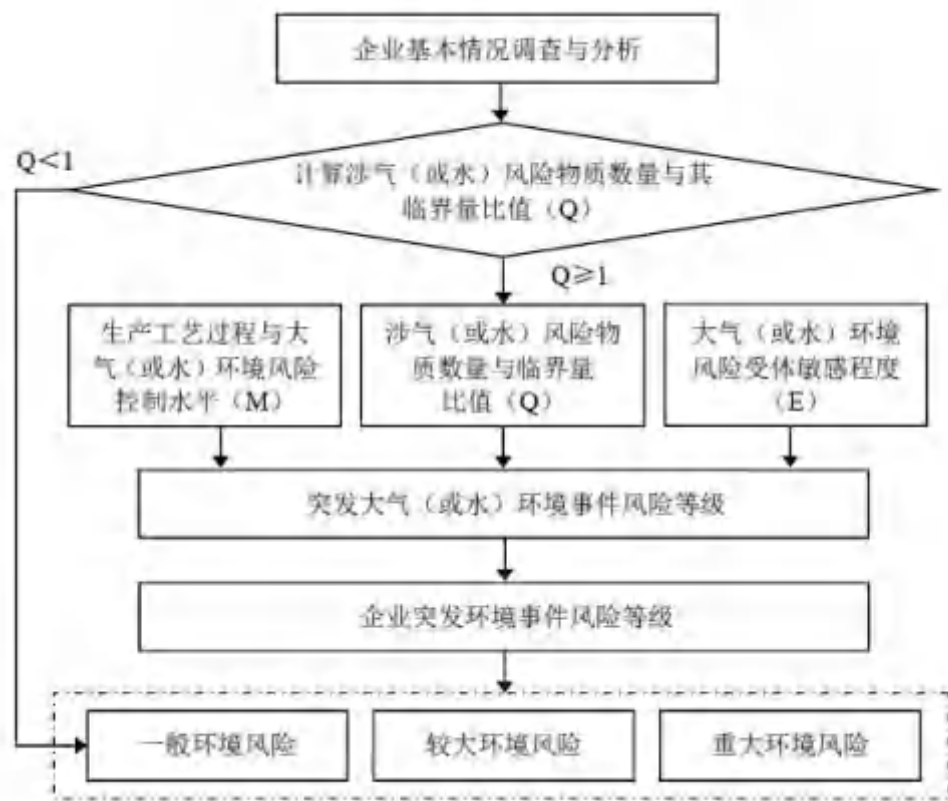 企业基本情况调查与分析
Q＜1
计算涉气（或水）风险物质数量与其
临界量比值（Q）
Q≥1
生产工艺过程与大
气（或水）环境风险
控制水平（M）
涉气（或水）风险物
质数量与临界量
比值（Q）
大气（或水）环境
风险受体敏感程度
（E）
突发大气（或水）环境事件风险等级
企业突发环境事件风险等级
一般环境风险
较大环境风险
重大环境风险